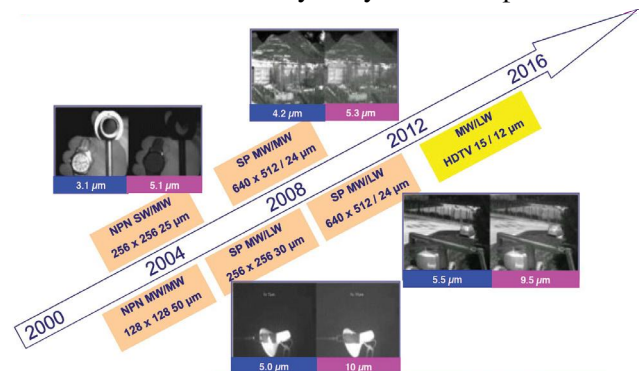 4.2 µm 5.3 µm
2016
3.1 µm 5.1 µm
SP MW/MW
640 x 512 / 24 µm
2012
MW/LW
HDTV 15 / 12 µm
NPN SW/MW
256 x 256 25 µm
2008
SP MW/LW
640 x 512 / 24 µm
2004
SP MW/LW
256 x 256 30 µm
5.5 µm 9.5 µm
2000
NPN MW/MW
128 x 128 50 µm
5.0 µm 10 µm